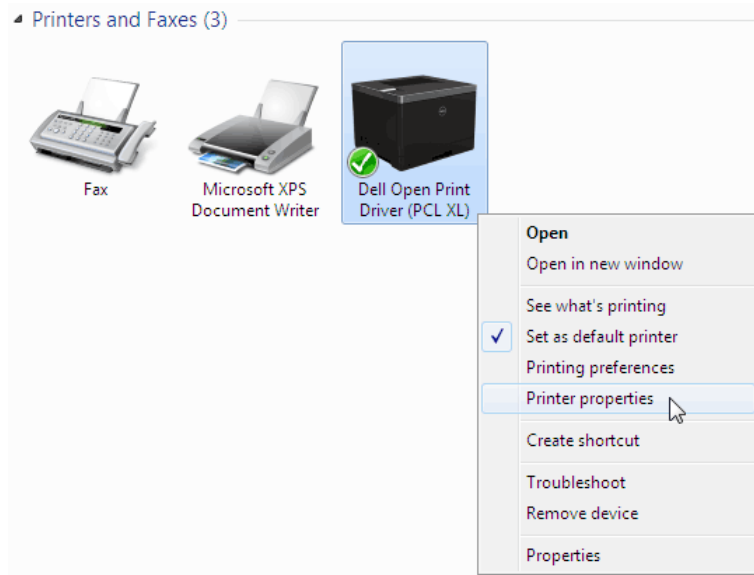 Printers and Faxes (3)
Fax
Microsoft XPS
Document Writer
Dell Open Print
Driver (PCL XL)
Open
Open in new window
See what's printing
Set as default printer
Printing preferences
Printer properties
Create shortcut
Troubleshoot
Remove device
Properties